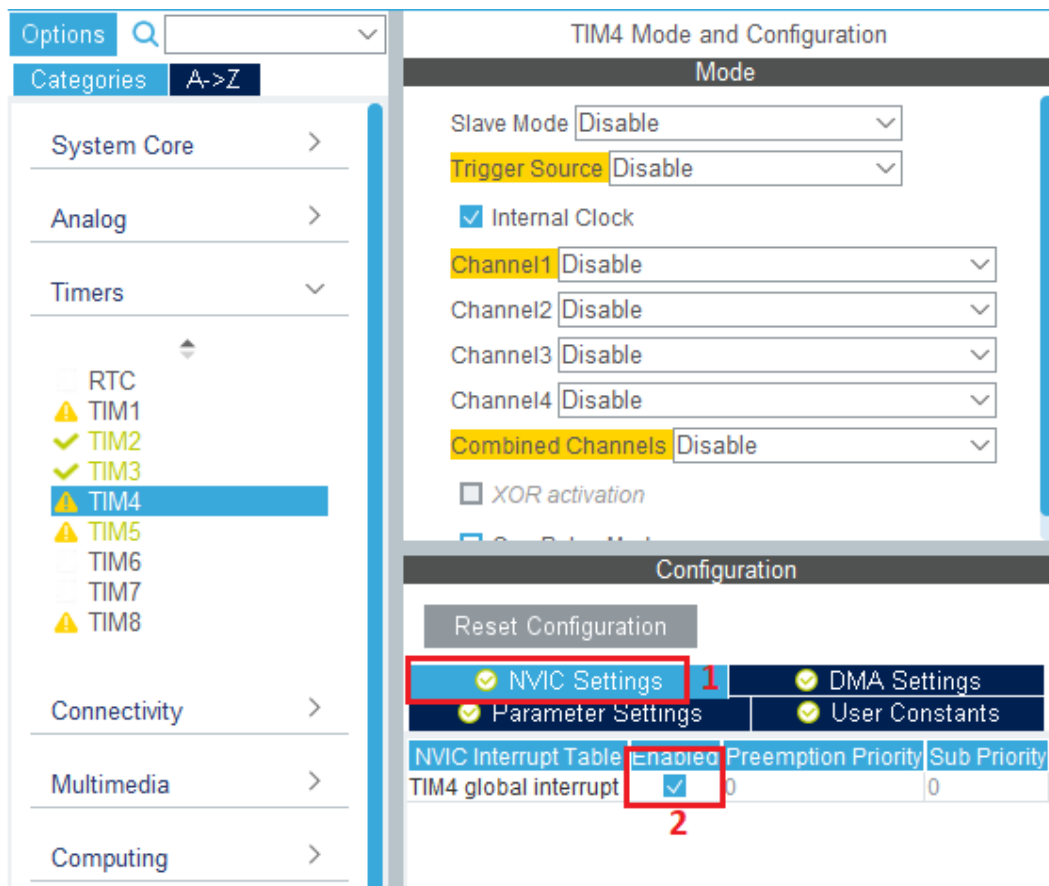 Options
Categories A->Z
System Core
Analog
Timers
RTC
TIM1
TIM2
TIM3
TIM4
TIM5
TIM6
TIM7
TIM8
Connectivity
Multimedia
Computing
TIM4 Mode and Configuration
Mode
Slave Mode Disable
Trigger Source Disable
Internal Clock
Channel1 Disable
Channel2 Disable
Channel3 Disable
Channel4 Disable
Combined Channels Disable
XOR activation
Configuration
Reset Configuration
NVIC Settings 1 DMA Settings
Parameter Settings User Constants
NVIC Interrupt Table Enabled Preemption Priority Sub Priority
TIM4 global interrupt 0 0
2